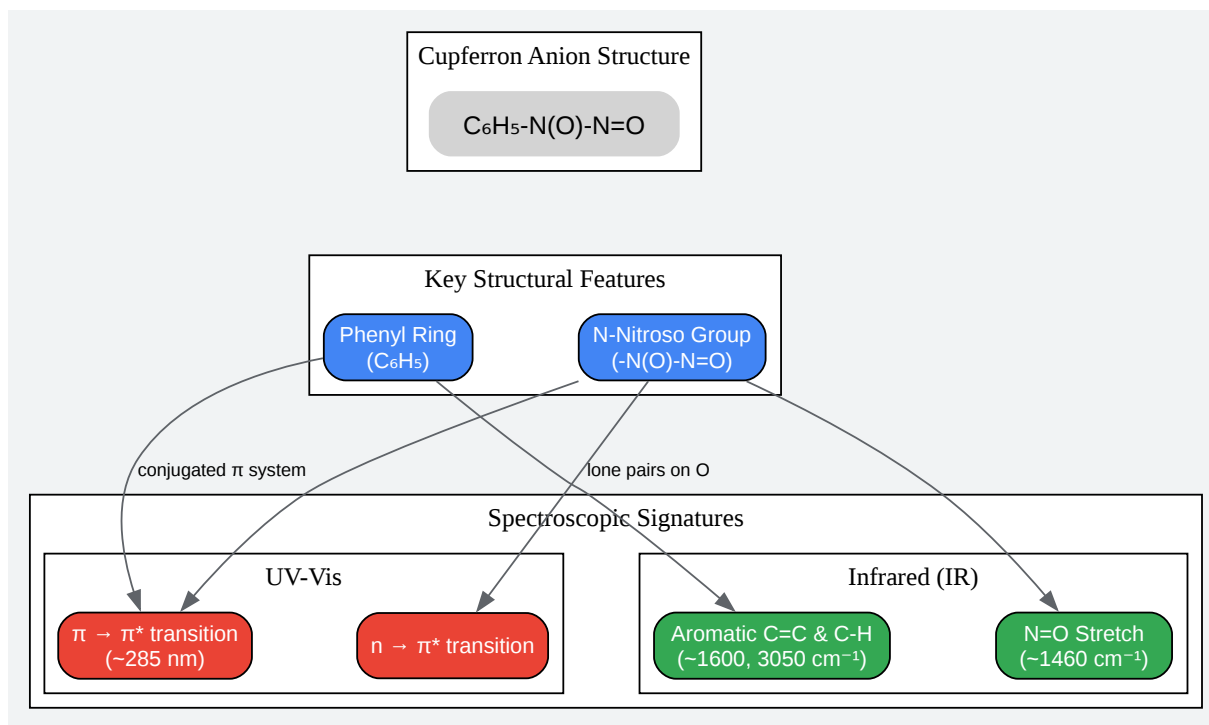 Cupferron Anion Structure
C₆H₅-N(O)-N=O
Key Structural Features
Phenyl Ring
(C₆H₅)
N-Nitroso Group
(-N(O)-N=O)
conjugated π system
lone pairs on O
Spectroscopic Signatures
UV-Vis
π → π* transition
(~285 nm)
n → π* transition
Infrared (IR)
Aromatic C=C & C-H
(~1600, 3050 cm⁻¹)
N=O Stretch
(~1460 cm⁻¹)